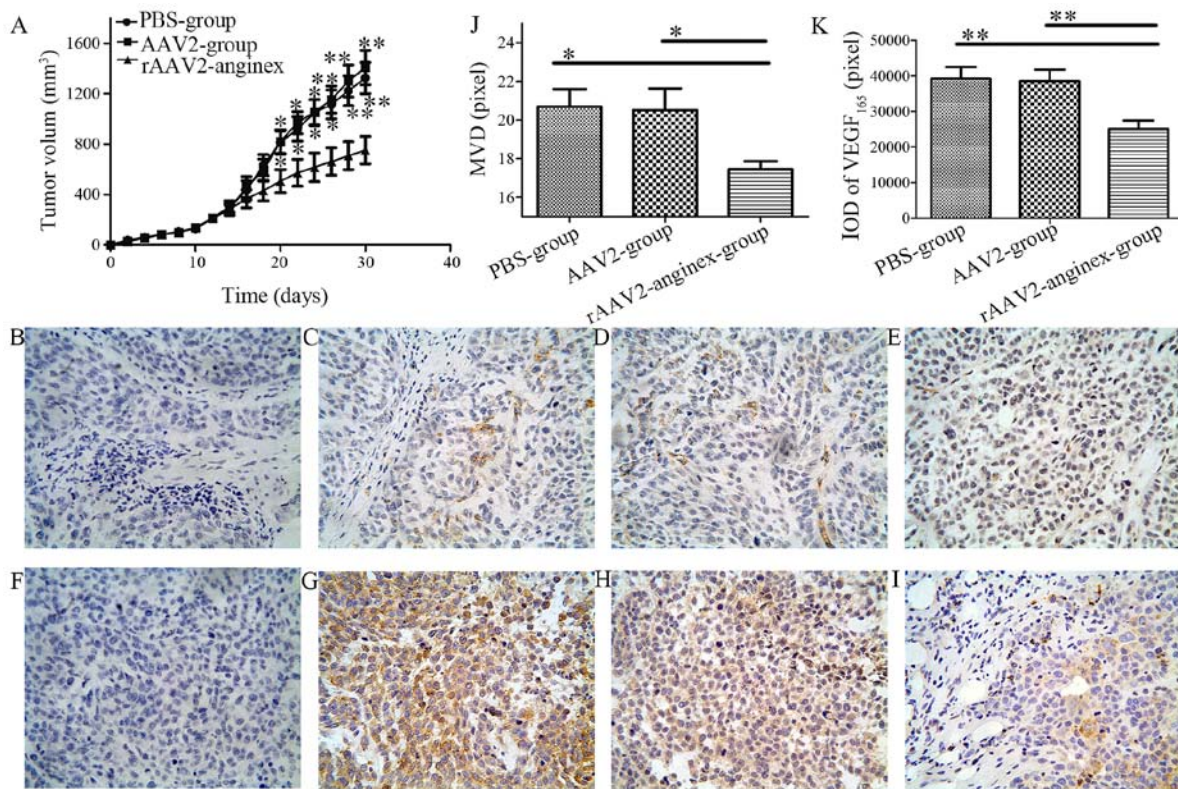 A
PBS-group
AAV2-group
rAAV2-anginex
Tumor volum (mm³)
1600
1200
800
400
0
0 10 20 30 40
Time (days)
* * * * ** **
* * * * ** **
J
* *
MVD (pixel)
24
22
20
18
16
PBS-group
AAV2-group
rAAV2-anginex-group
K
** **
IOD of VEGF₁₆₅ (pixel)
50000
40000
30000
20000
10000
0
PBS-group
AAV2-group
rAAV2-anginex-group
B C D E
F G H I